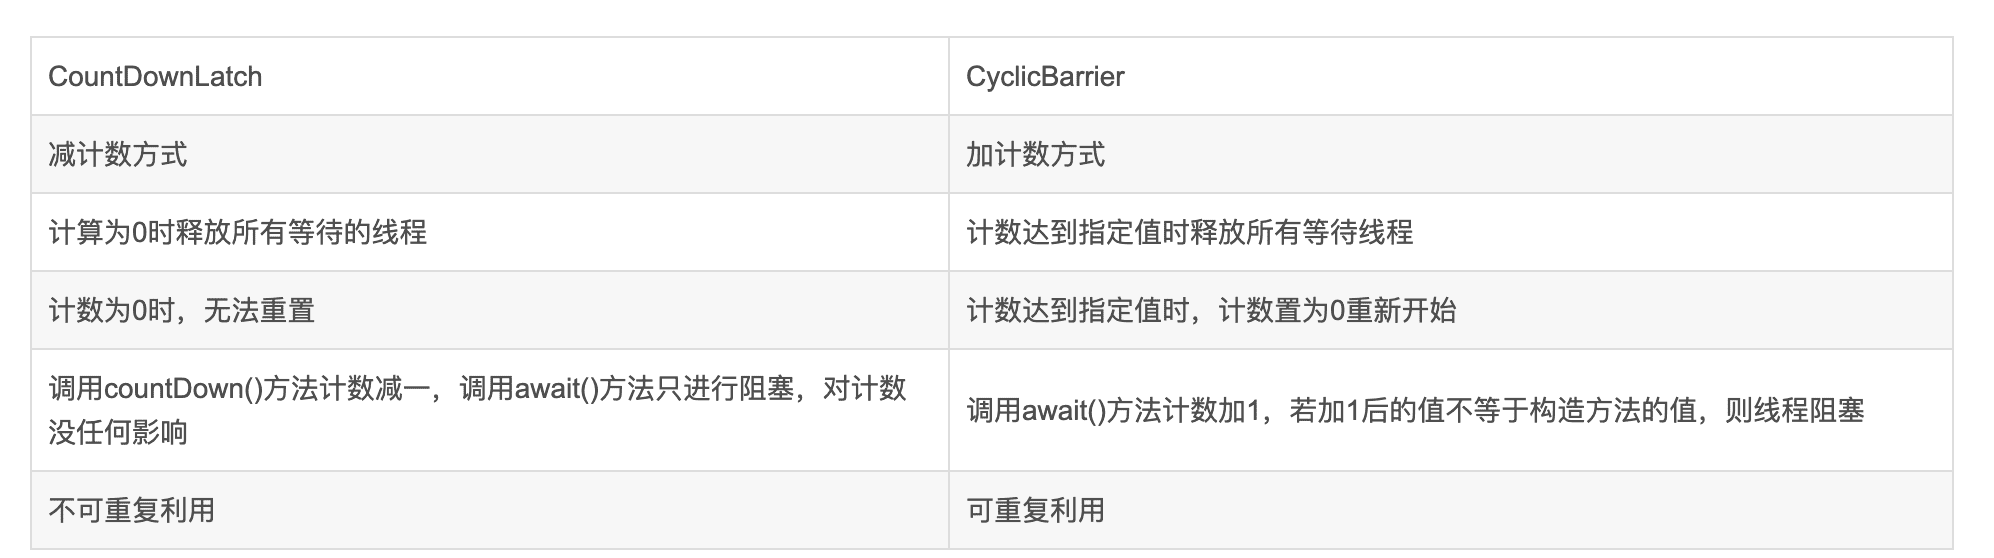 CountDownLatch
CyclicBarrier
减计数方式
加计数方式
计算为0时释放所有等待的线程
计数达到指定值时释放所有等待线程
计数为0时，无法重置
计数达到指定值时，计数置为0重新开始
调用countDown()方法计数减一，调用await()方法只进行阻塞，对计数
没任何影响
调用await()方法计数加1，若加1后的值不等于构造方法的值，则线程阻塞
不可重复利用
可重复利用